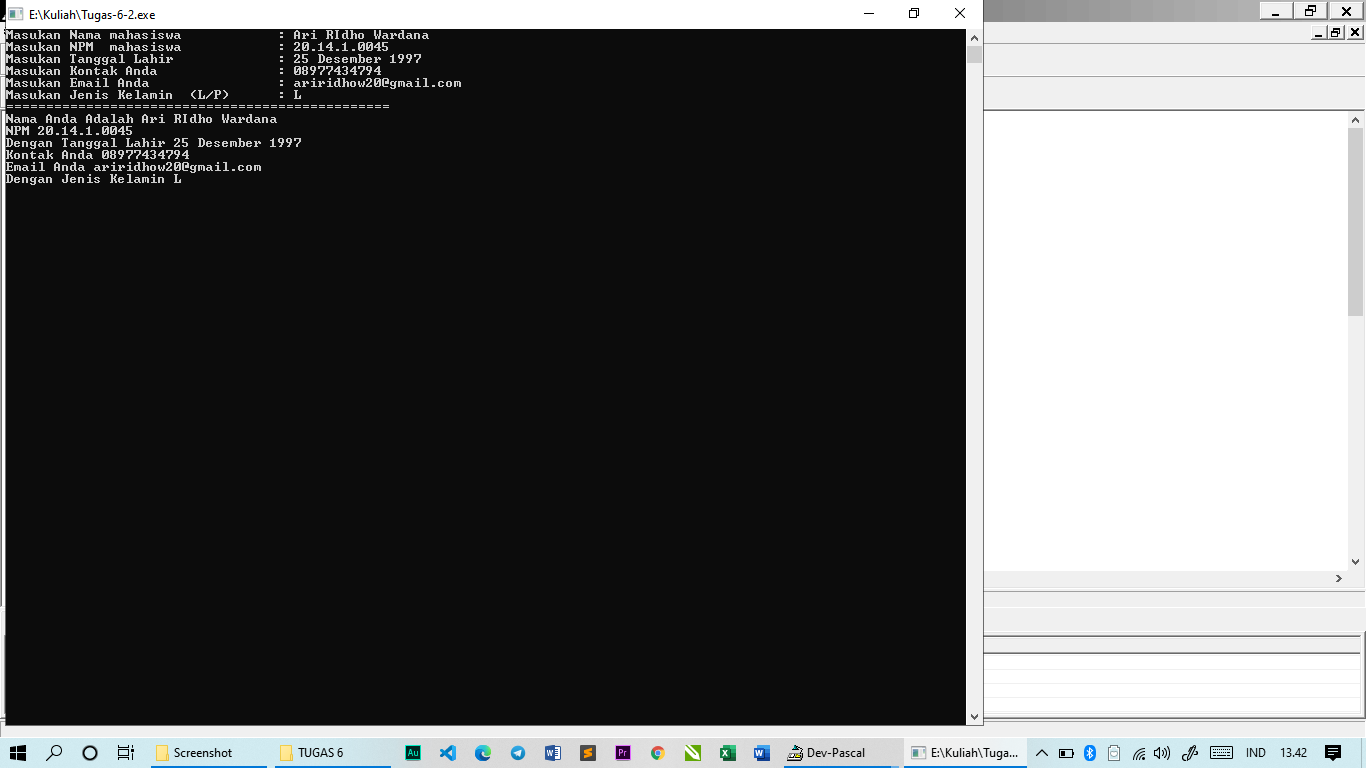 E:\Kuliah\Tugas-6-2.exe
Masukan Nama mahasiswa            : Ari RIdho Wardana
Masukan NPM  mahasiswa            : 20.14.1.0045
Masukan Tanggal Lahir             : 25 Desember 1997
Masukan Kontak Anda               : 08977434794
Masukan Email Anda                : ariridhow20@gmail.com
Masukan Jenis Kelamin  (L/P)      : L
================================================
Nama Anda Adalah Ari RIdho Wardana
NPM 20.14.1.0045
Dengan Tanggal Lahir 25 Desember 1997
Kontak Anda 08977434794
Email Anda ariridhow20@gmail.com
Dengan Jenis Kelamin L
Screenshot TUGAS 6 Au Pr Dev-Pascal E:\Kuliah\Tuga... IND 13.42